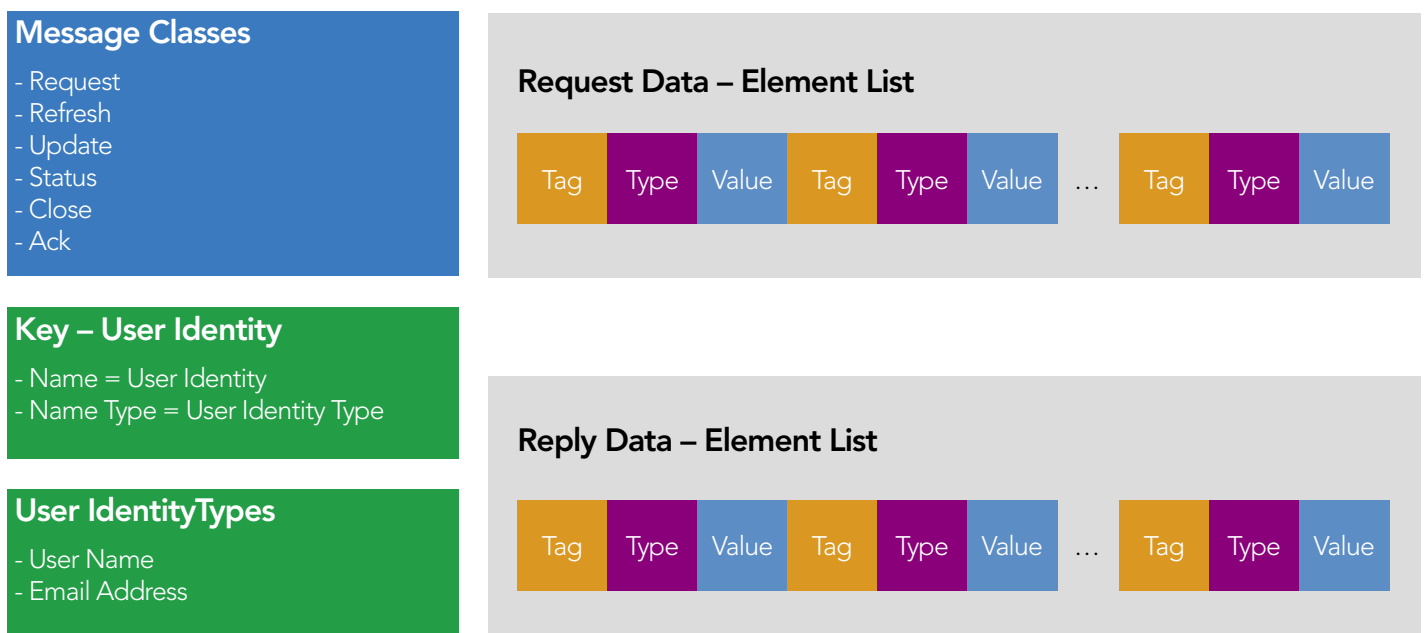 Message Classes
- Request
- Refresh
- Update
- Status
- Close
- Ack
Key – User Identity
- Name = User Identity
- Name Type = User Identity Type
User IdentityTypes
- User Name
- Email Address
Request Data – Element List
Tag Type Value Tag Type Value ... Tag Type Value
Reply Data – Element List
Tag Type Value Tag Type Value ... Tag Type Value